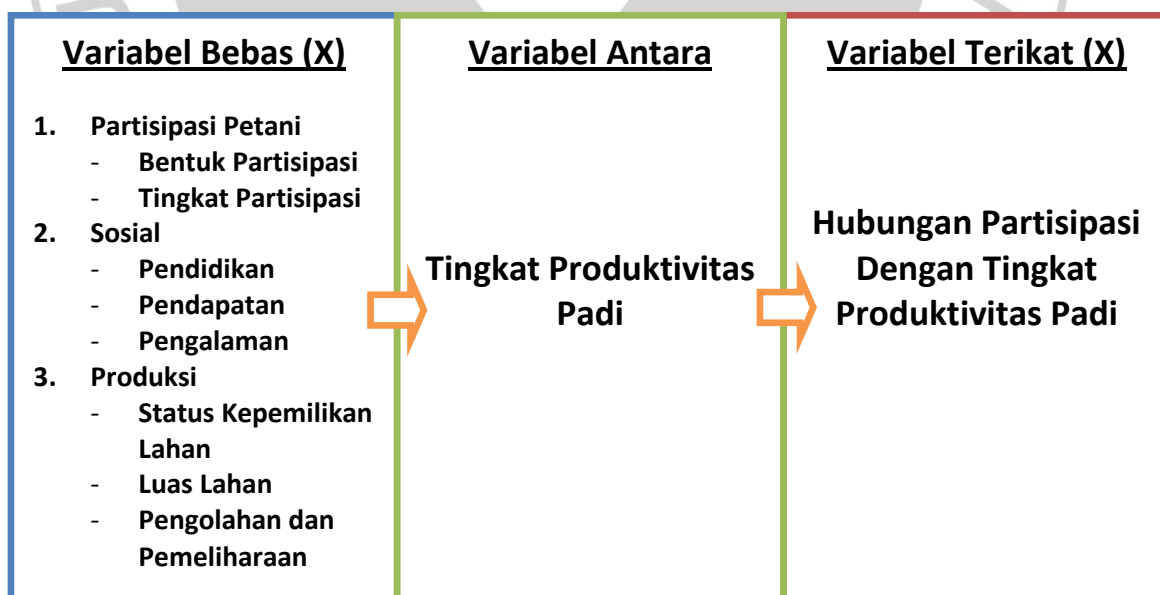 Variabel Bebas (X)
1. Partisipasi Petani
- Bentuk Partisipasi
- Tingkat Partisipasi
2. Sosial
- Pendidikan
- Pendapatan
- Pengalaman
3. Produksi
- Status Kepemilikan
Lahan
- Luas Lahan
- Pengolahan dan
Pemeliharaan
Variabel Antara
Tingkat Produktivitas
Padi
Variabel Terikat (X)
Hubungan Partisipasi
Dengan Tingkat
Produktivitas Padi